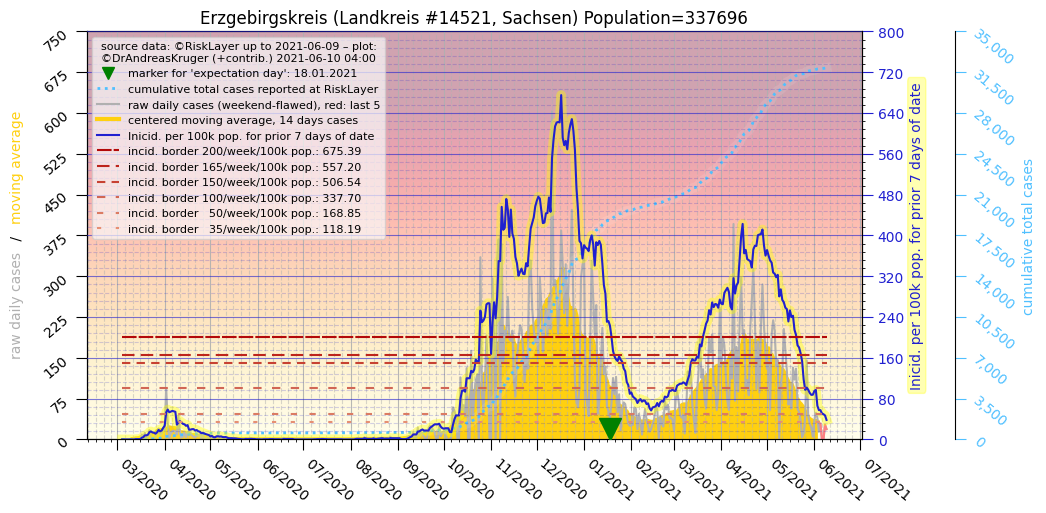 Erzgebirgskreis (Landkreis #14521, Sachsen) Population=337696
source data: ©RiskLayer up to 2021-06-09 – plot:
©DrAndreasKruger (+contrib.) 2021-06-10 04:00
marker for 'expectation day': 18.01.2021
cumulative total cases reported at RiskLayer
raw daily cases (weekend-flawed), red: last 5
centered moving average, 14 days cases
Inicid. per 100k pop. for prior 7 days of date
incid. border 200/week/100k pop.: 675.39
incid. border 165/week/100k pop.: 557.20
incid. border 150/week/100k pop.: 506.54
incid. border 100/week/100k pop.: 337.70
incid. border   50/week/100k pop.: 168.85
incid. border   35/week/100k pop.: 118.19
raw daily cases / moving average
750
675
600
525
450
375
300
225
150
75
0
03/2020
04/2020
05/2020
06/2020
07/2020
08/2020
09/2020
10/2020
11/2020
12/2020
01/2021
02/2021
03/2021
04/2021
05/2021
06/2021
07/2021
800
720
640
560
480
400
320
240
160
80
0
Inicid. per 100k pop. for prior 7 days of date
35,000
31,500
28,000
24,500
21,000
17,500
14,000
10,500
7,000
3,500
0
cumulative total cases